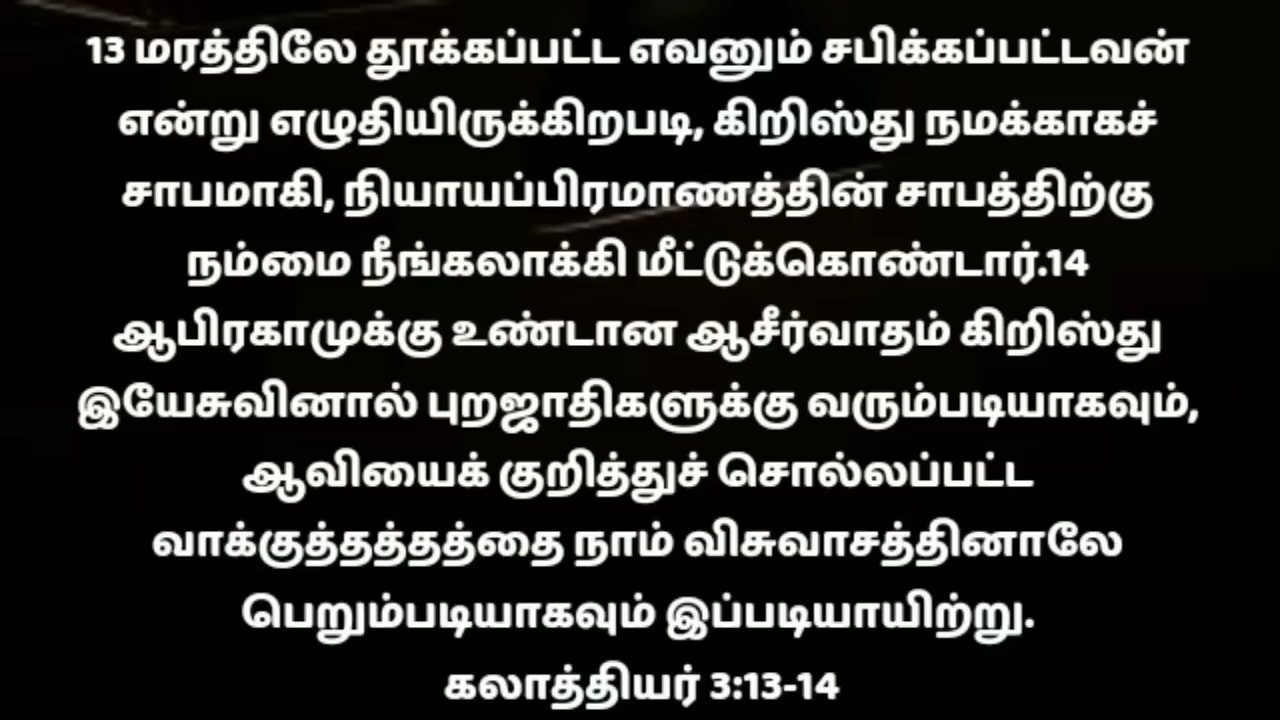 13 மரத்திலே தூக்கப்பட்ட எவனும் சபிக்கப்பட்டவன்
என்று எழுதியிருக்கிறபடி, கிறிஸ்து நமக்காகச்
சாபமாகி, நியாயப்பிரமாணத்தின் சாபத்திற்கு
நம்மை நீங்கலாக்கி மீட்டுக்கொண்டார்.14
ஆபிரகாமுக்கு உண்டான ஆசீர்வாதம் கிறிஸ்து
இயேசுவினால் புறஜாதிகளுக்கு வரும்படியாகவும்,
ஆவியைக் குறித்துச் சொல்லப்பட்ட
வாக்குத்தத்தத்தை நாம் விசுவாசத்தினாலே
பெறும்படியாகவும் இப்படியாயிற்று.
கலாத்தியர் 3:13-14